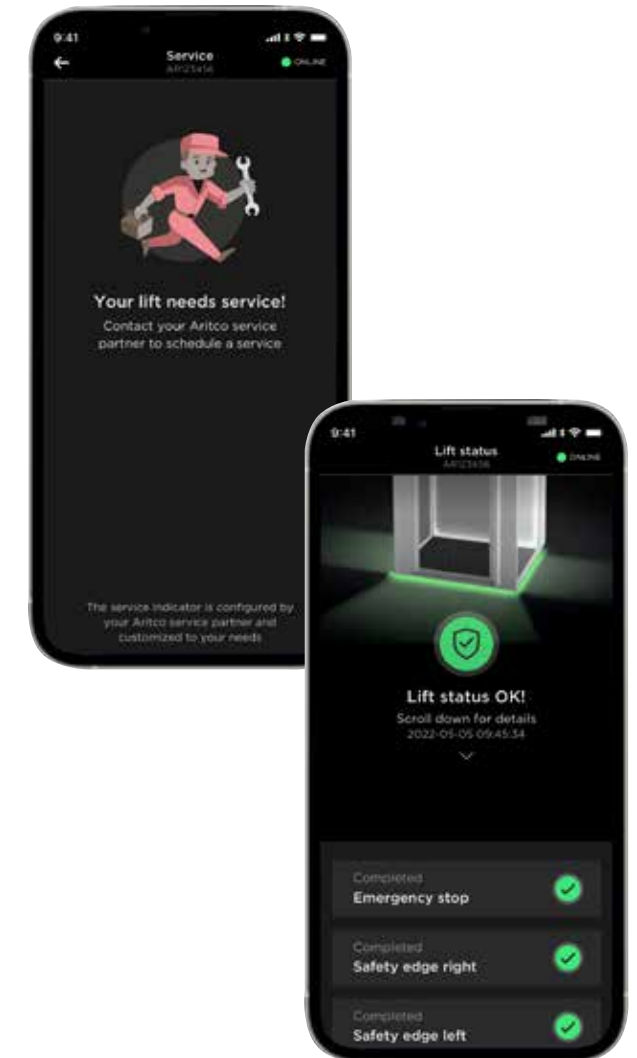 9:41
Service
AR123456
ONLINE
Your lift needs service!
Contact your Aritco service
partner to schedule a service
The service indicator is configured by
your Aritco service partner and
customized to your needs
9:41
Lift status
AR123456
ONLINE
Lift status OK!
Scroll down for details
2022-05-05 09:45:34
Completed
Emergency stop
Completed
Safety edge right
Completed
Safety edge left